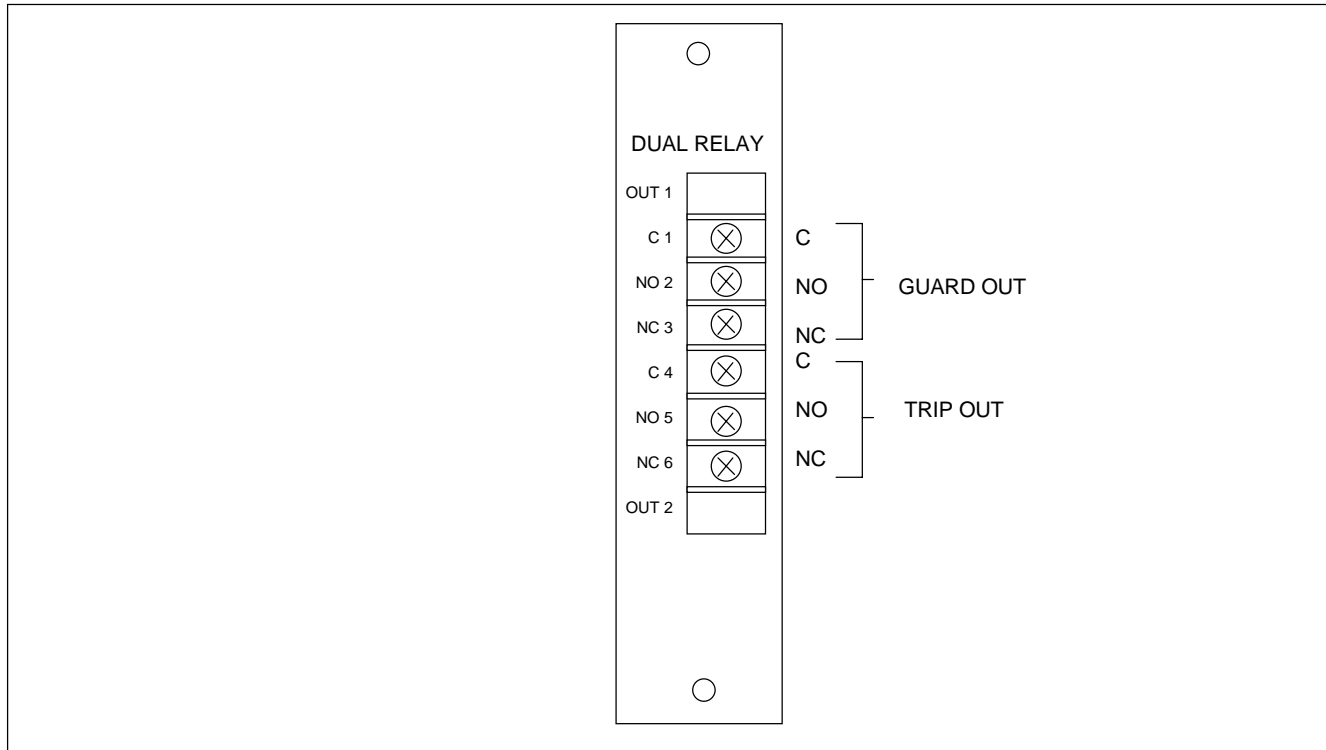 DUAL RELAY
OUT 1
C 1
NO 2
NC 3
C 4
NO 5
NC 6
OUT 2
C
NO
NC
GUARD OUT
C
NO
NC
TRIP OUT